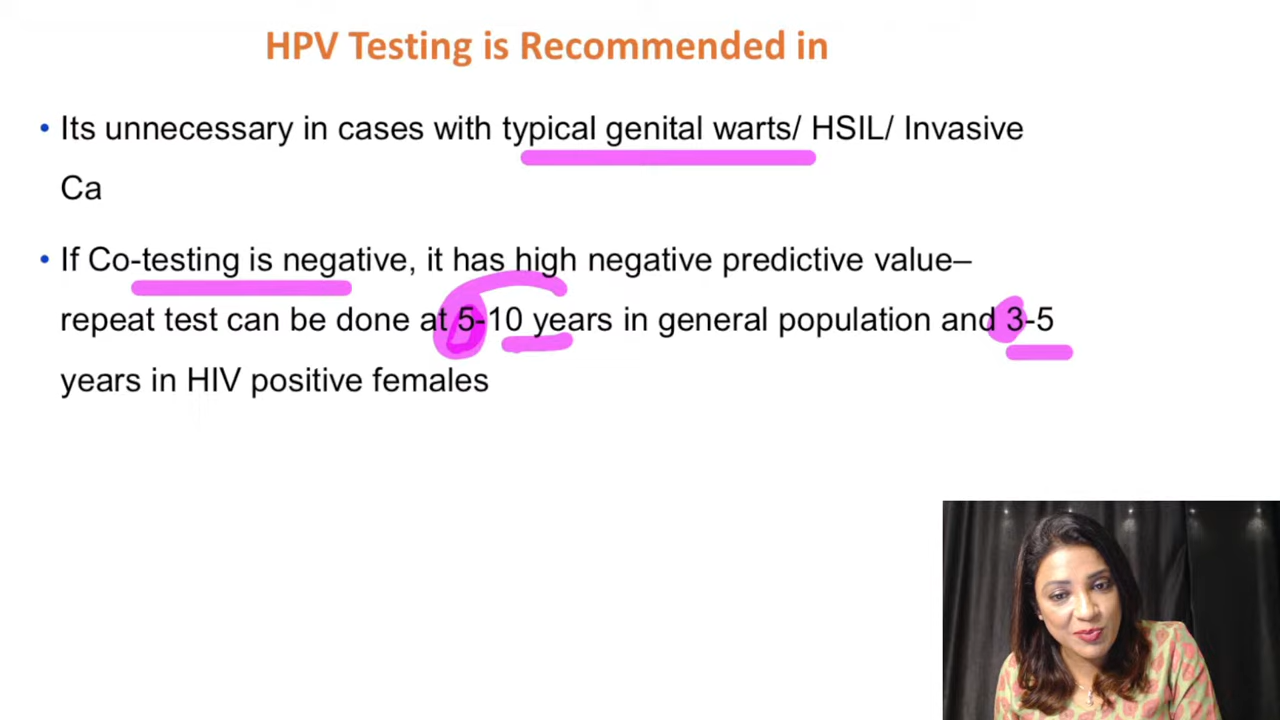 HPV Testing is Recommended in
• Its unnecessary in cases with typical genital warts/ HSIL/ Invasive
Ca
• If Co-testing is negative, it has high negative predictive value–
repeat test can be done at 5-10 years in general population and 3-5
years in HIV positive females